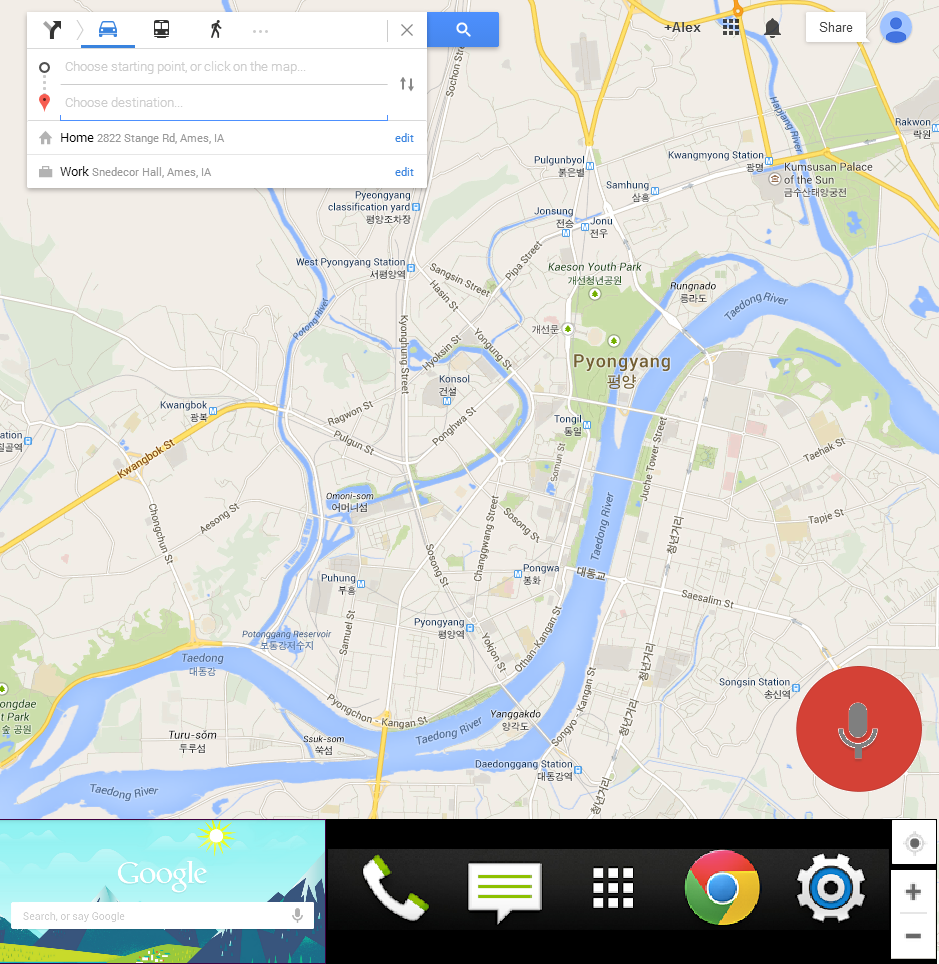 +Alex
Share
Choose starting point, or click on the map...
Choose destination...
Home 2822 Stange Rd, Ames, IA
edit
Work Snedecor Hall, Ames, IA
edit
Sochon Street
Hapjang River
Rakwon
락원
Pulgunbyol
붉은별
Kwangmyong Station
광명
Kumsusan Palace
of the Sun
금수산태양궁전
Samhung
삼흥
Pyeongyang
classification yard
평양조차장
Jonsung
전승
Jonu
전우
Pipa Street
West Pyongyang Station
서평양역
Sangsin Street
Hasin St
Kaeson Youth Park
개선청년공원
Rungnado
릉라도
Taedong River
Potong River
Kyonghung Street
Hyoksin St
Yongung St
개선문
Pyongyang
평양
Konsol
건설
Kwangbok
광복
Ragwon St
Ponghwa St
Pulgun St
Tongil
통일
ation
칠골역
Kwangbok St
Somun St
Juche Tower Street
Taehak St
Omoni-som
어머니섬
Chongchun St
Aesong St
Changgwang Street
Sosong St
Taedong River
청년거리
Tapje St
Sosong St
Puhung
부흥
Pongwa
봉화
대동교
Saesalim St
Samuel St
Pyongyang
평양역
Potonggang Reservoir
보통강저수지
Yokjon St
Othan-Kangan St
Taedong
대동강
청년거리
Songsin Station
송신역
ongdae
t Park
숲 공원
Pyongchon - Kangan St
Yanggakdo
양각도
Songyo - Kangan St
Turu-sŏm
투루섬
Ssuk-som
쑥섬
Taedong River
청년거리
Daedonggang Station
대동강역
Taedong River
청년거리
Google
Search, or say Google